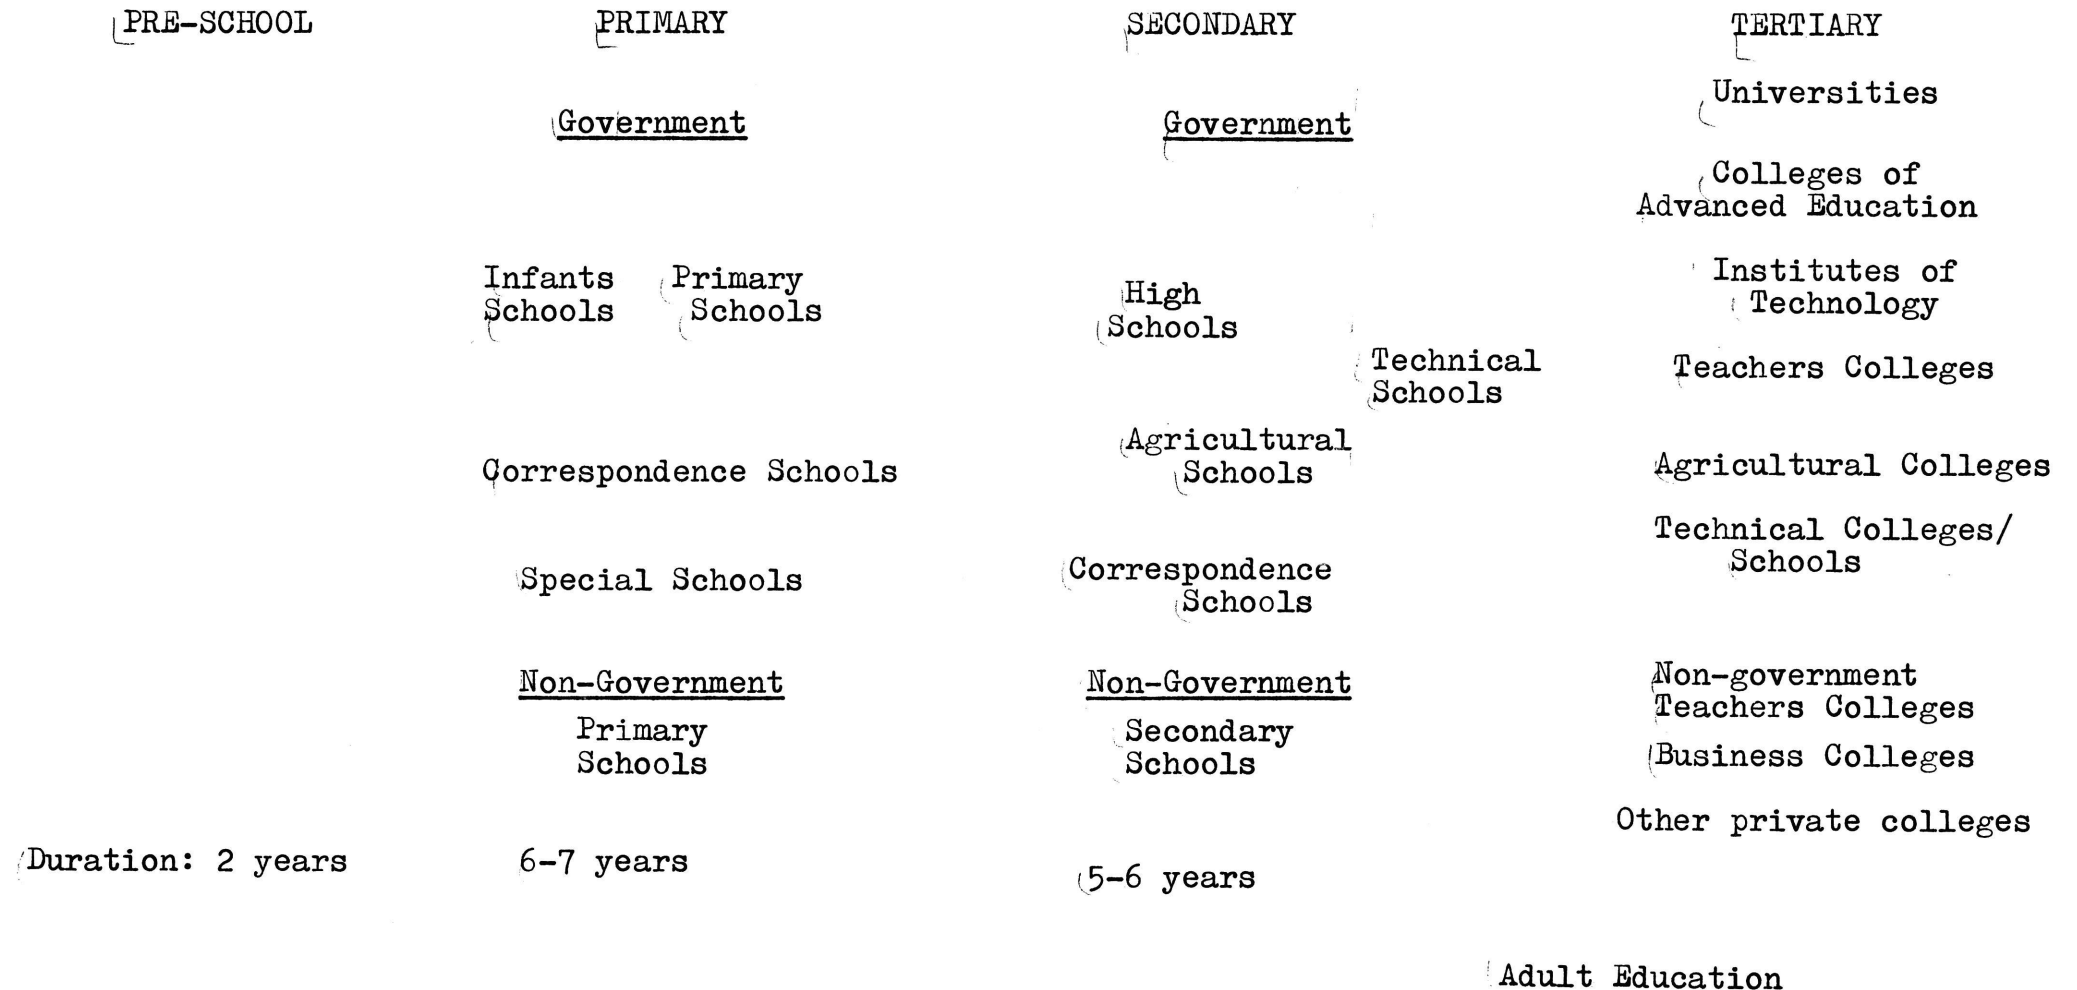 PRE-SCHOOL
PRIMARY
SECONDARY
TERTIARY
Government
Infants
Schools
Primary
Schools
Correspondence Schools
Special Schools
Non-Government
Primary
Schools
Government
High
Schools
Technical
Schools
Agricultural
Schools
Correspondence
Schools
Non-Government
Secondary
Schools
Universities
Colleges of
Advanced Education
Institutes of
Technology
Teachers Colleges
Agricultural Colleges
Technical Colleges/
Schools
Non-government
Teachers Colleges
Business Colleges
Other private colleges
Duration: 2 years
6-7 years
5-6 years
Adult Education